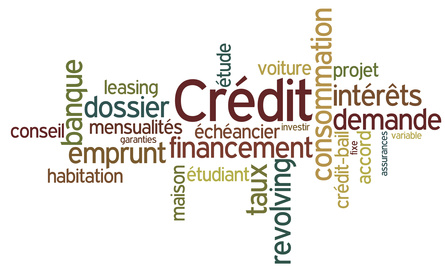 étude
consommation
voiture
projet
banque
leasing
Crédit
intérêts
dossier
demande
conseil
mensualités
échéancier
investir
garanties
emprunt
financement
crédit-bail
fixe
accord
assurances
variable
habitation
maison
étudiant
taux
revolving